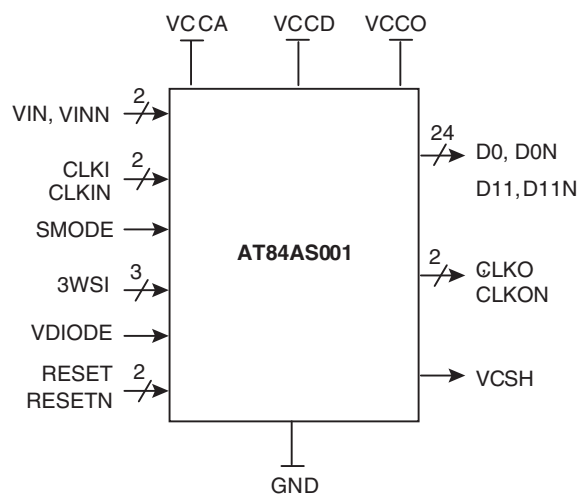 VCCA VCCD VCCO
VIN, VINN 2
CLKI 2
CLKIN
SMODE
3WSI 3
VDIODE
RESET 2
RESETN
AT84AS001
24 D0, D0N
D11, D11N
2 CLKO
CLKON
VCSH
GND